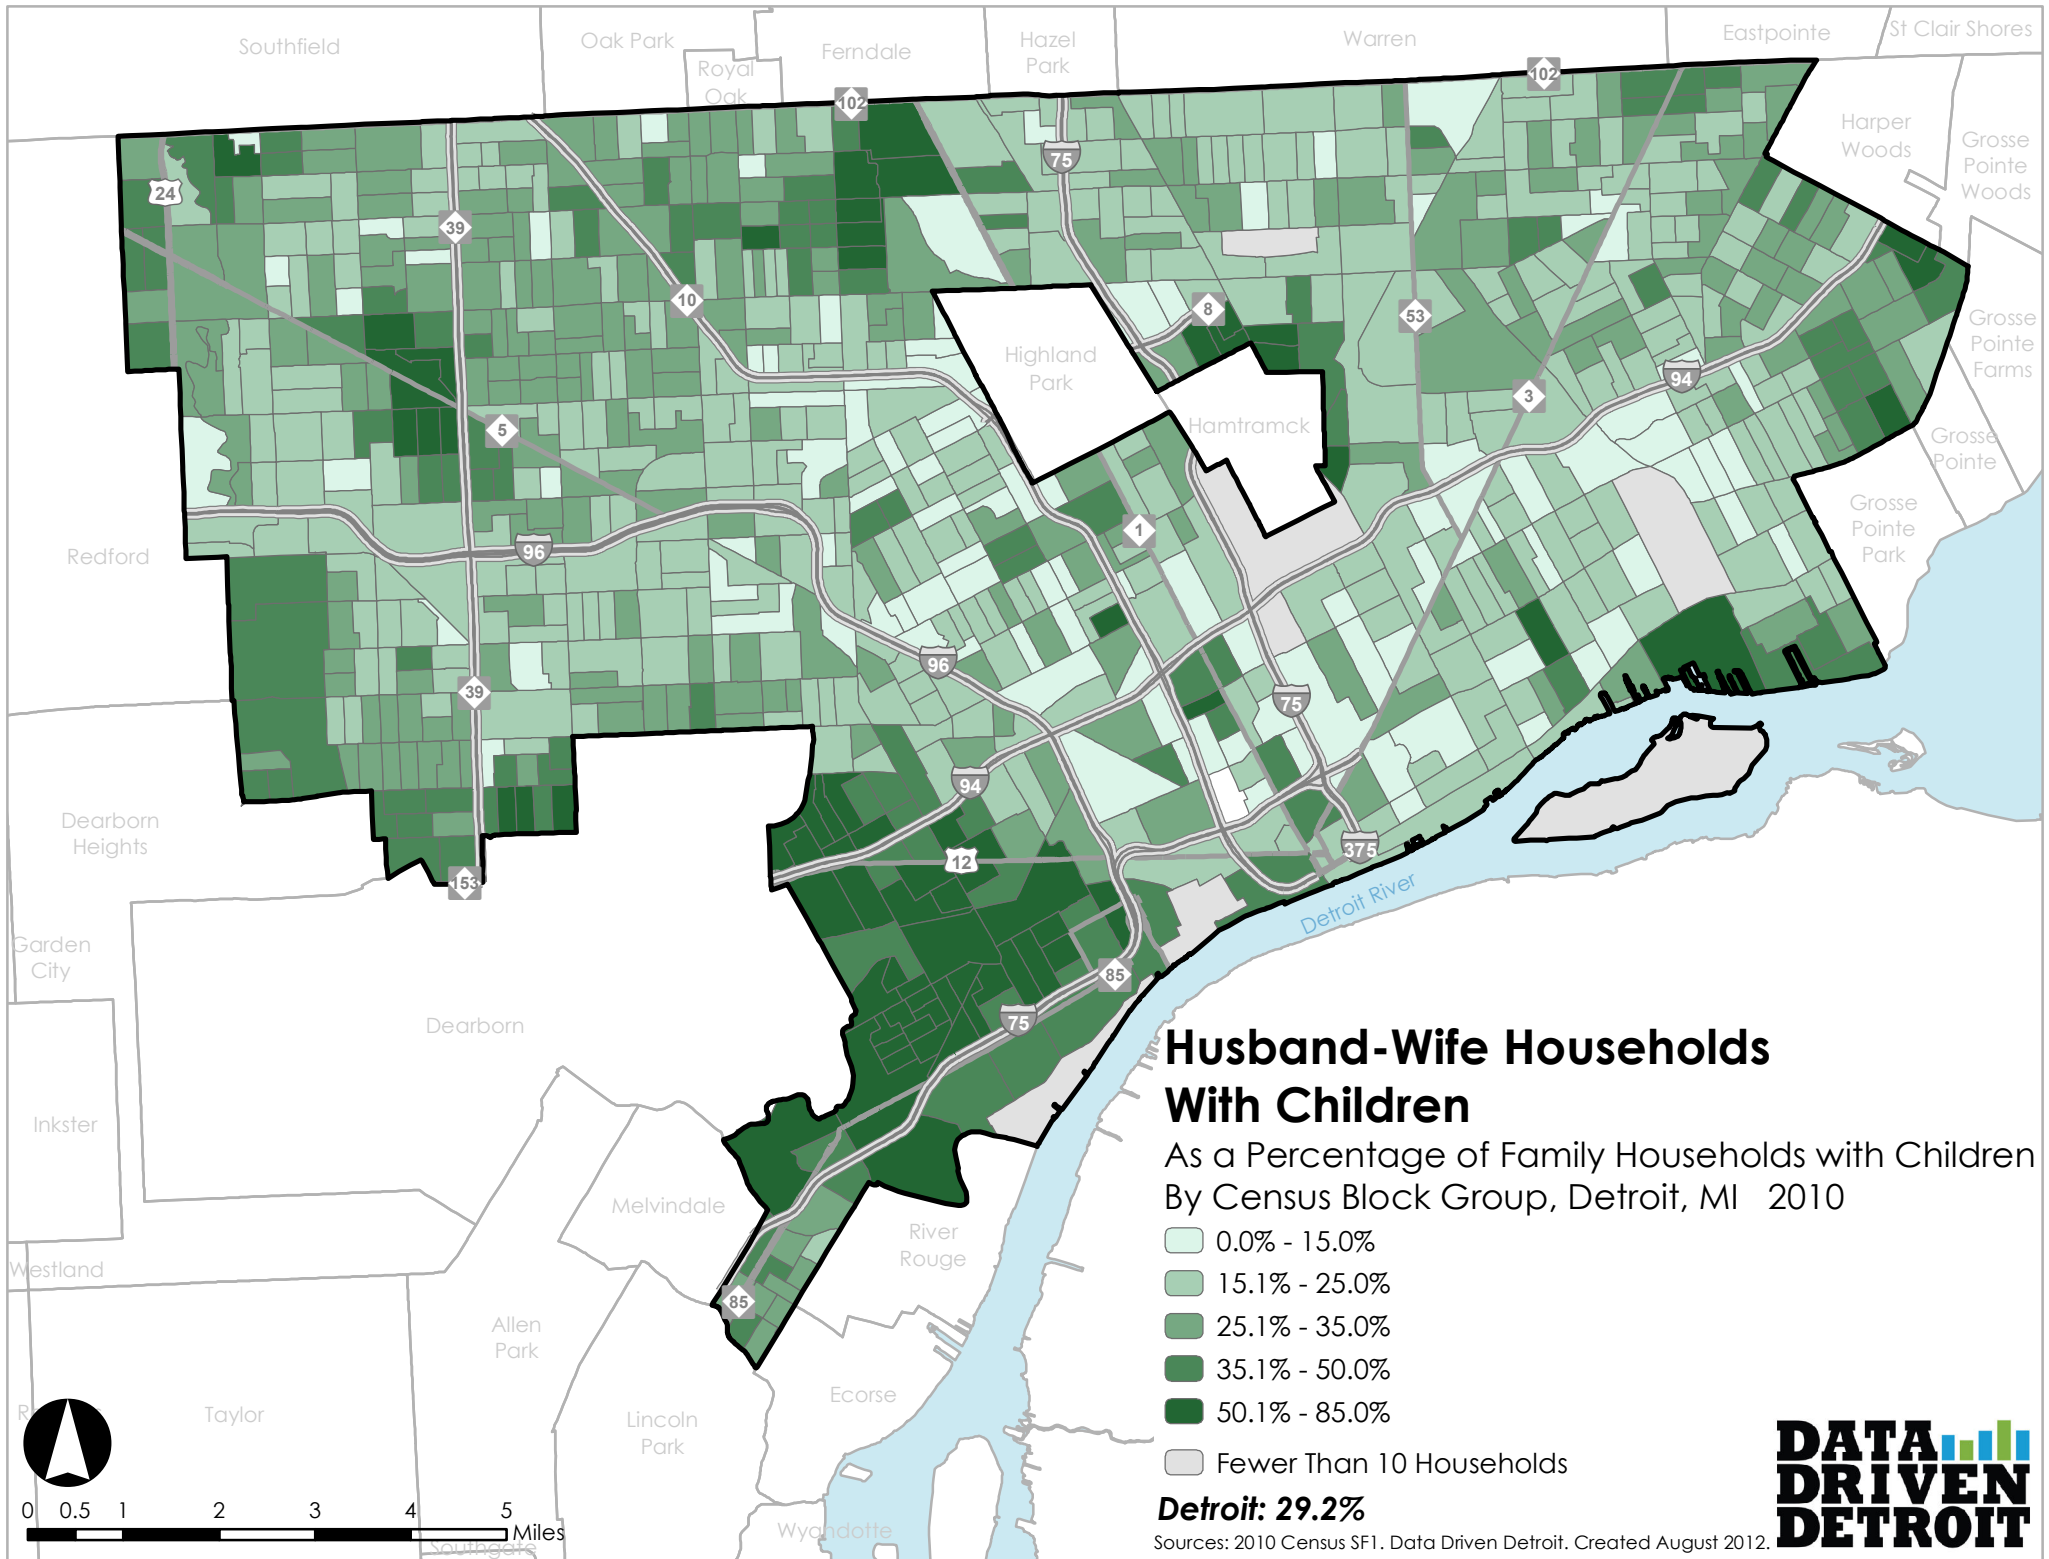 Southfield
Oak Park
Royal
Oak
Ferndale
Hazel
Park
Warren
Eastpointe
St Clair Shores
102
102
Harper
Woods
Grosse
Pointe
Woods
75
24
39
10
8
53
Highland
Park
Grosse
Pointe
Farms
94
3
5
Hamtramck
Grosse
Pointe
Grosse
Pointe
Park
1
96
Redford
96
39
75
94
Dearborn
Heights
12
375
153
Detroit River
Garden
City
85
75
Dearborn
Inkster
Melvindale
River
Rouge
Westland
85
Allen
Park
Ecorse
Taylor
Lincoln
Park
Wyandotte
Southgate
Husband-Wife Households
With Children
As a Percentage of Family Households with Children
By Census Block Group, Detroit, MI 2010
0.0% - 15.0%
15.1% - 25.0%
25.1% - 35.0%
35.1% - 50.0%
50.1% - 85.0%
Fewer Than 10 Households
Detroit: 29.2%
Sources: 2010 Census SF1. Data Driven Detroit. Created August 2012.
0 0.5 1 2 3 4 5
Miles
DATA
DRIVEN
DETROIT